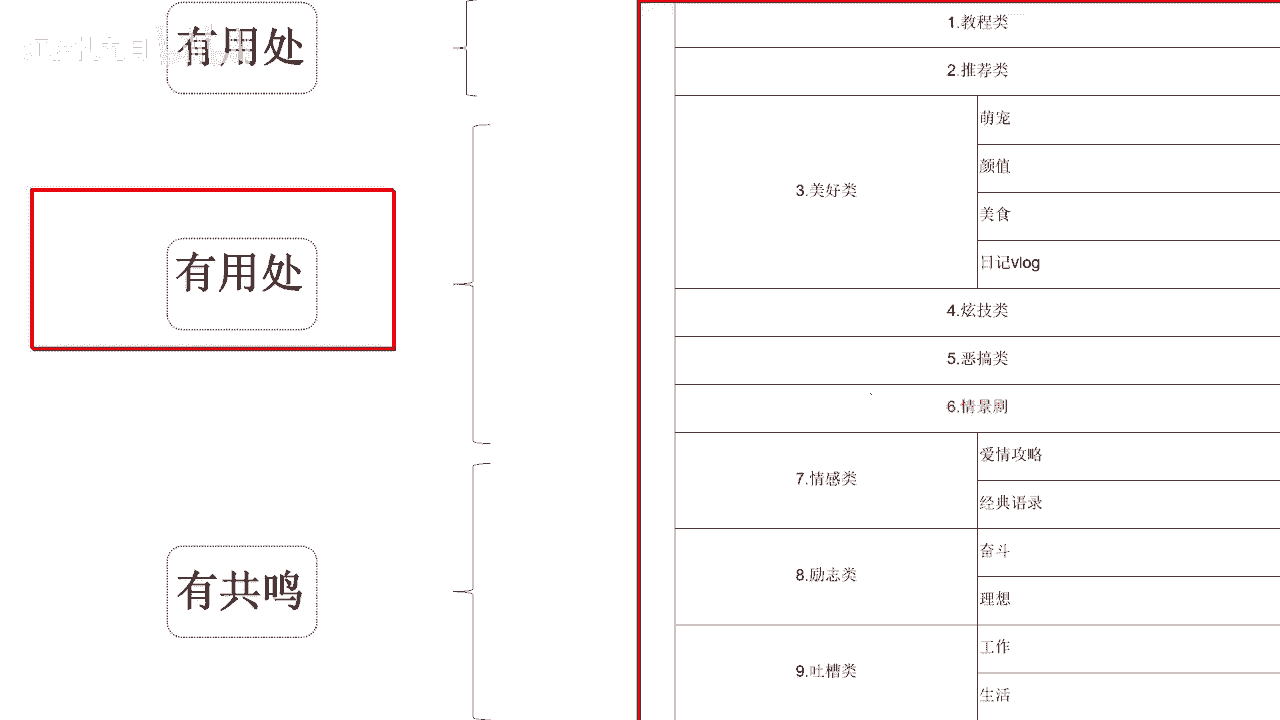 有用处
有用处
有共鸣
1.教程类
2.推荐类
3.美好类
萌宠
颜值
美食
日记vlog
4.炫技类
5.恶搞类
6.情景剧
7.情感类
爱情攻略
经典语录
8.励志类
奋斗
理想
9.吐槽类
工作
生活